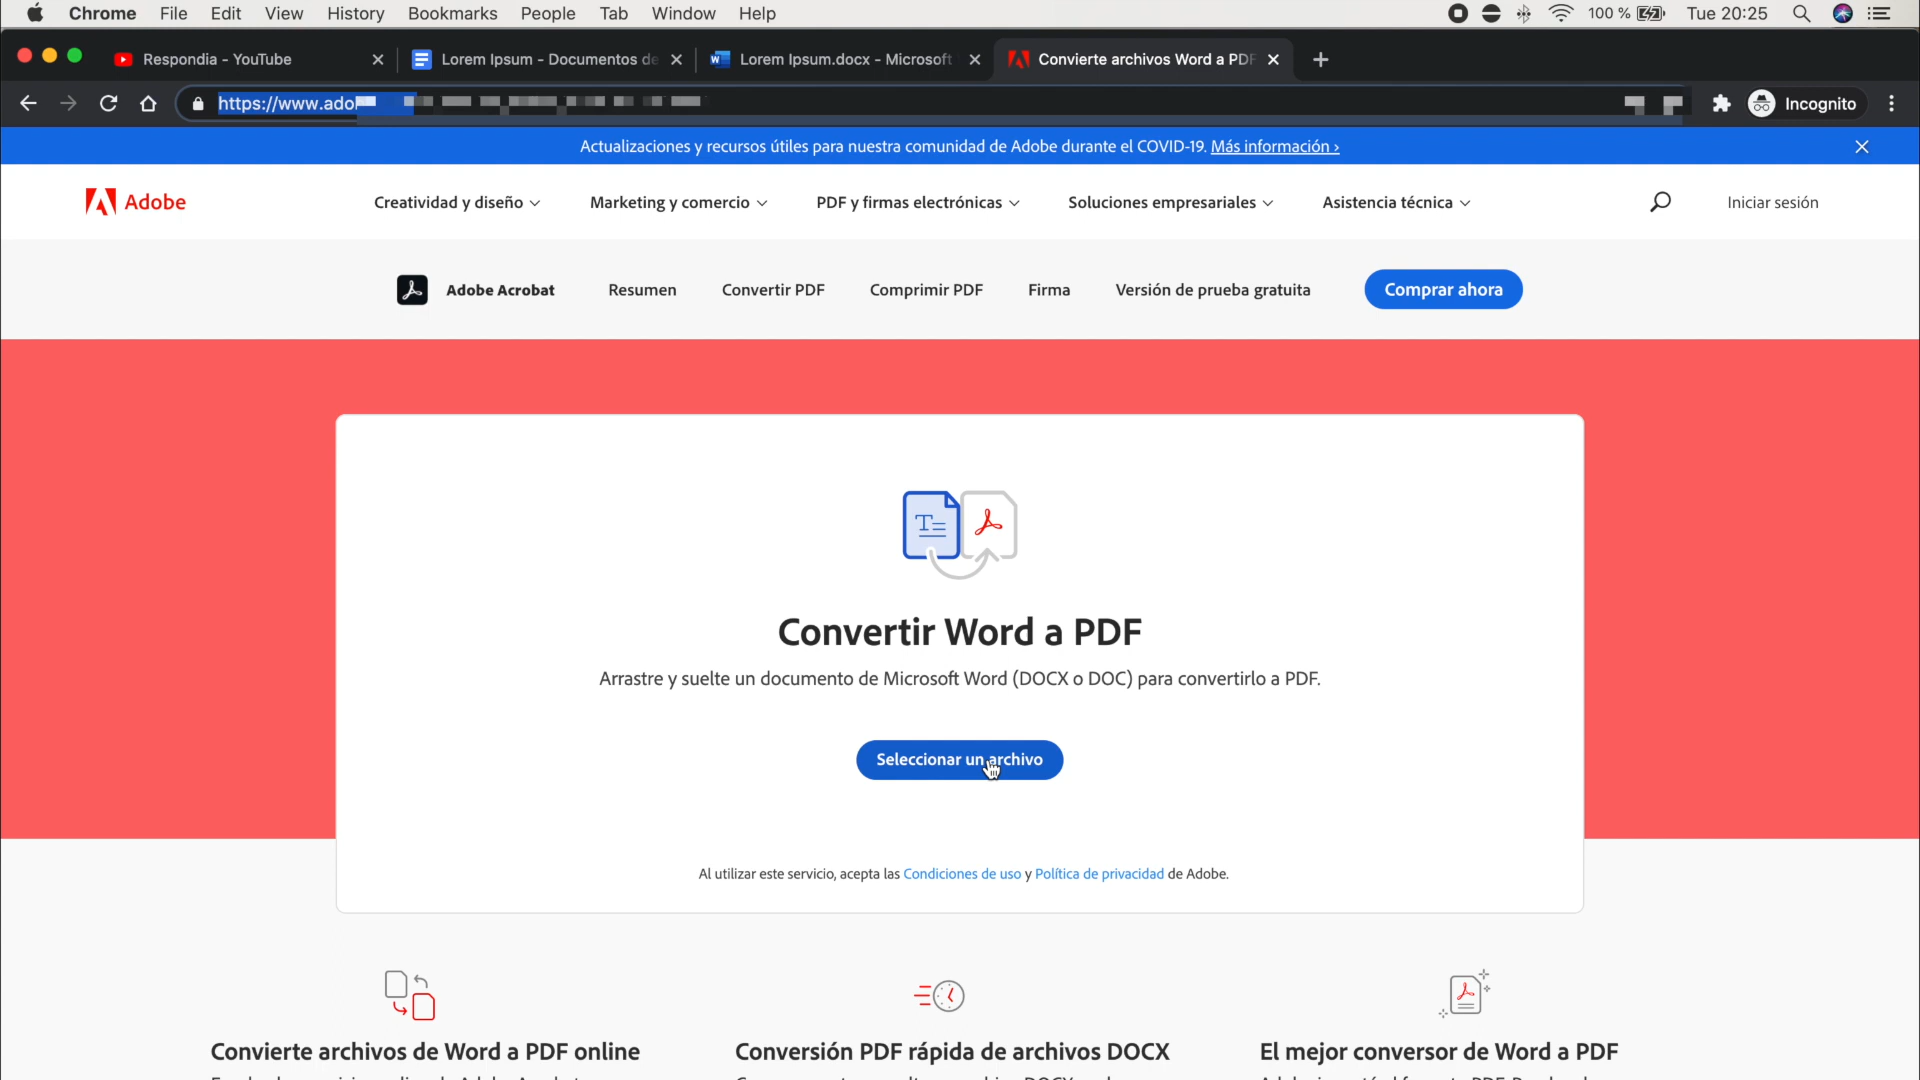 Chrome File Edit View History Bookmarks People Tab Window Help 100 % Tue 20:25
Respondia - YouTube
Lorem Ipsum - Documentos de
Lorem Ipsum.docx - Microsoft
Convierte archivos Word a PDF
https://www.ado
Incognito
Actualizaciones y recursos útiles para nuestra comunidad de Adobe durante el COVID-19. Más información ›
Adobe
Creatividad y diseño
Marketing y comercio
PDF y firmas electrónicas
Soluciones empresariales
Asistencia técnica
Iniciar sesión
Adobe Acrobat
Resumen
Convertir PDF
Comprimir PDF
Firma
Versión de prueba gratuita
Comprar ahora
Convertir Word a PDF
Arrastre y suelte un documento de Microsoft Word (DOCX o DOC) para convertirlo a PDF.
Seleccionar un archivo
Al utilizar este servicio, acepta las Condiciones de uso y Política de privacidad de Adobe.
Convierte archivos de Word a PDF online
Conversión PDF rápida de archivos DOCX
El mejor conversor de Word a PDF